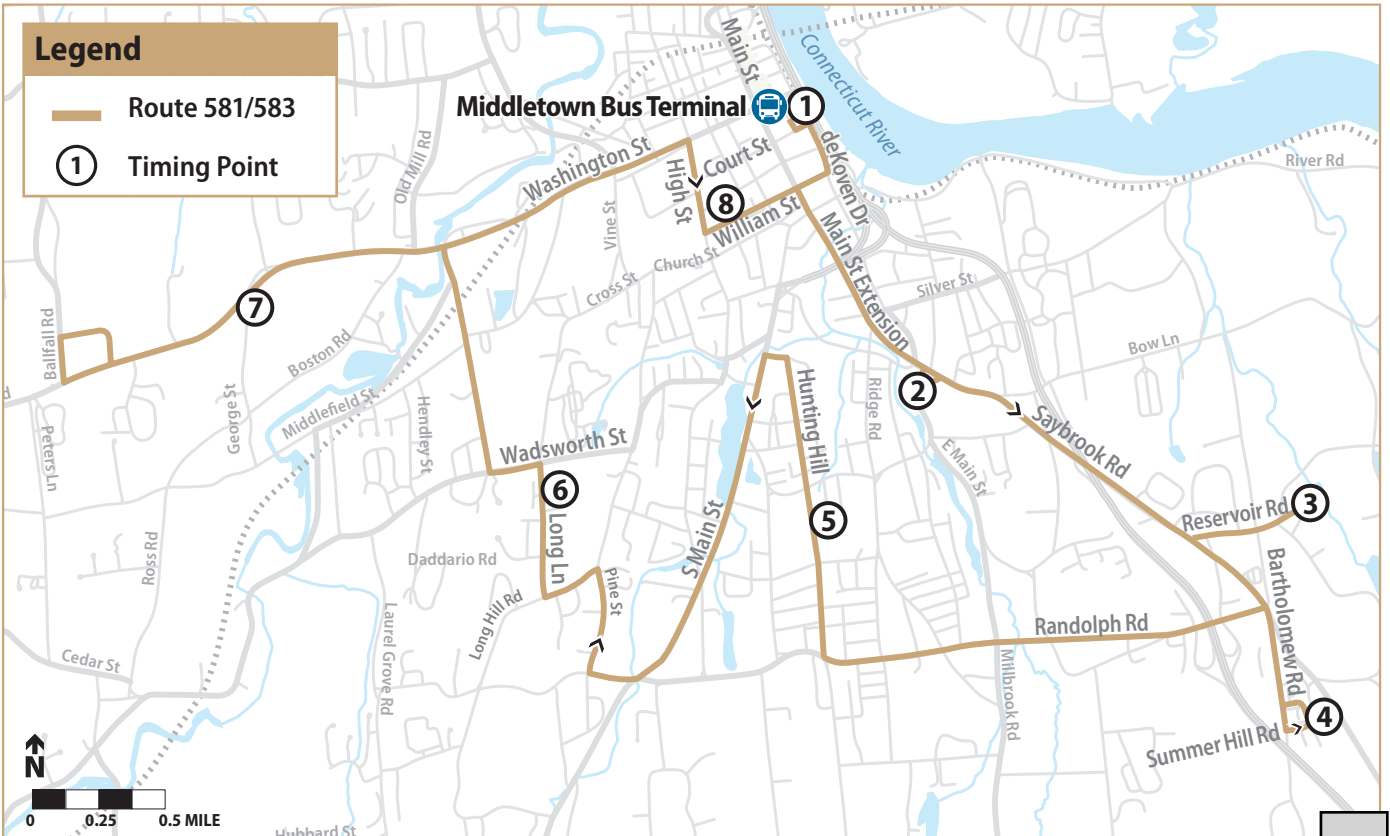 Legend
Route 581/583
1
Timing Point
Main St
Connecticut River
Middletown Bus Terminal
1
deKoven Dr
River Rd
Old Mill Rd
Washington St
Court St
High St
8
William St
Vine St
Church St
Cross St
Main St Extension
Silver St
7
Ballfall Rd
d
Boston Rd
Bow Ln
George St
Middlefield St
Hendley St
2
Hunting Hill
Ridge Rd
Saybrook Rd
Peters Ln
Wadsworth St
E Main St
6
5
Reservoir Rd
3
Ross Rd
Daddario Rd
Long Ln
S Main St
Pine St
Bartholomew Rd
Long Hill Rd
Laurel Grove Rd
Randolph Rd
Cedar St
Millbrook Rd
4
Summer Hill Rd
N
0 0.25 0.5 MILE
Hubbard St